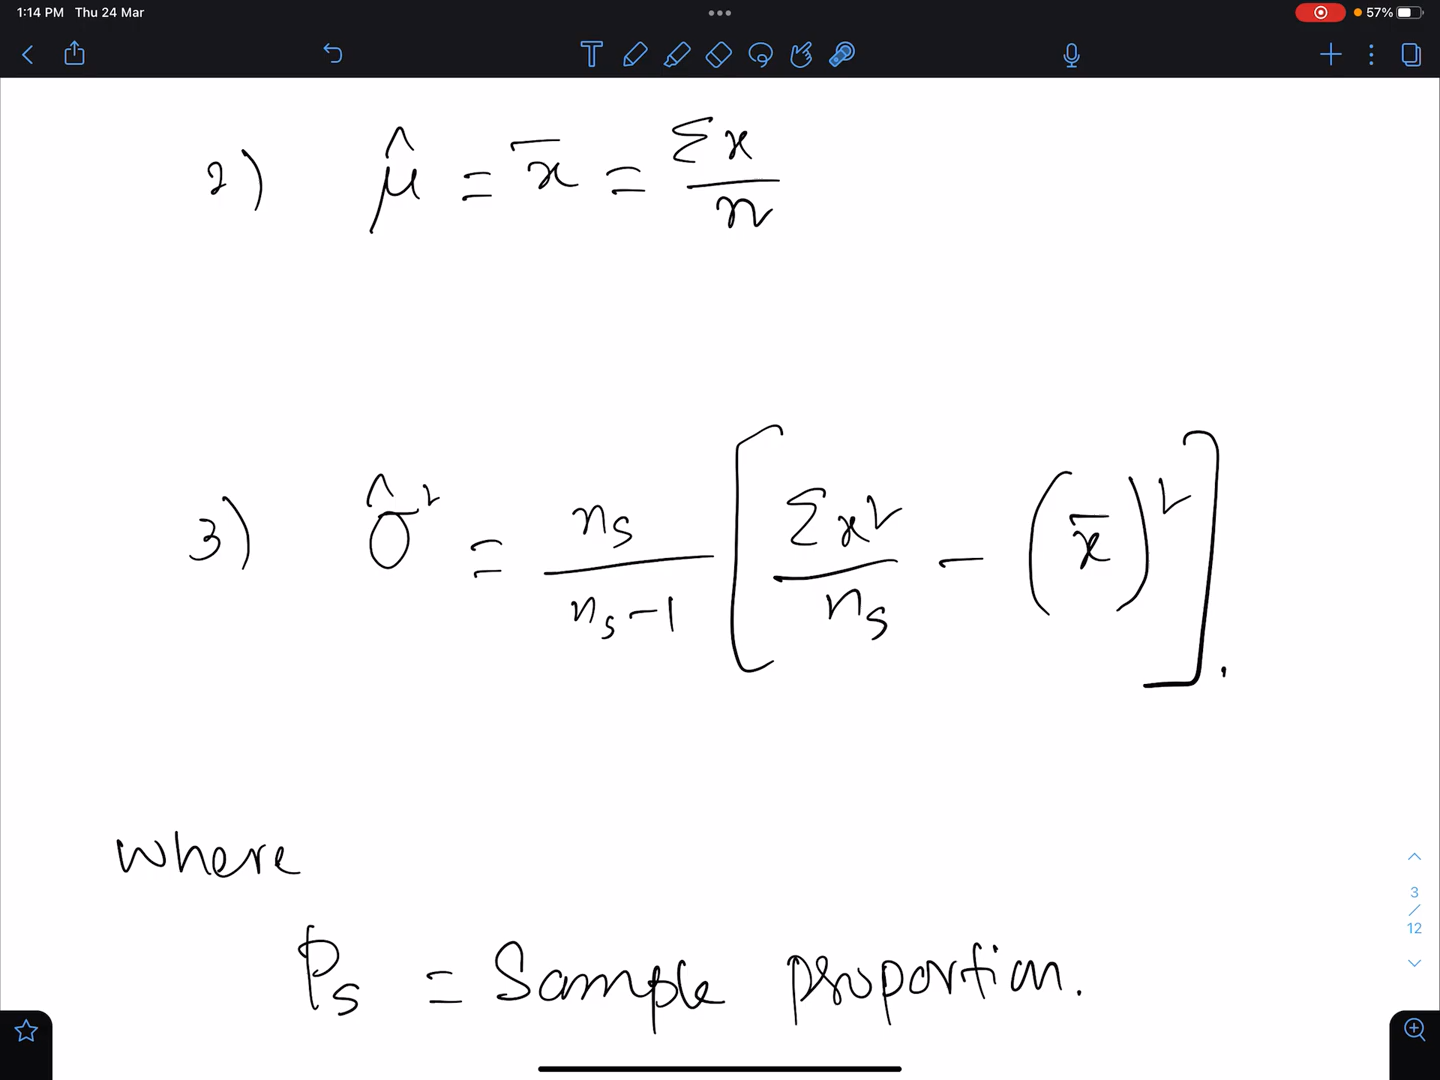 1:14 PM Thu 24 Mar
57%
T
2) μ̂ = x̄ = Σx / n
3) σ̂² = nₛ / (nₛ-1) [Σx² / nₛ - (x̄)²].
where
Pₛ = Sample proportion.
3
/
12